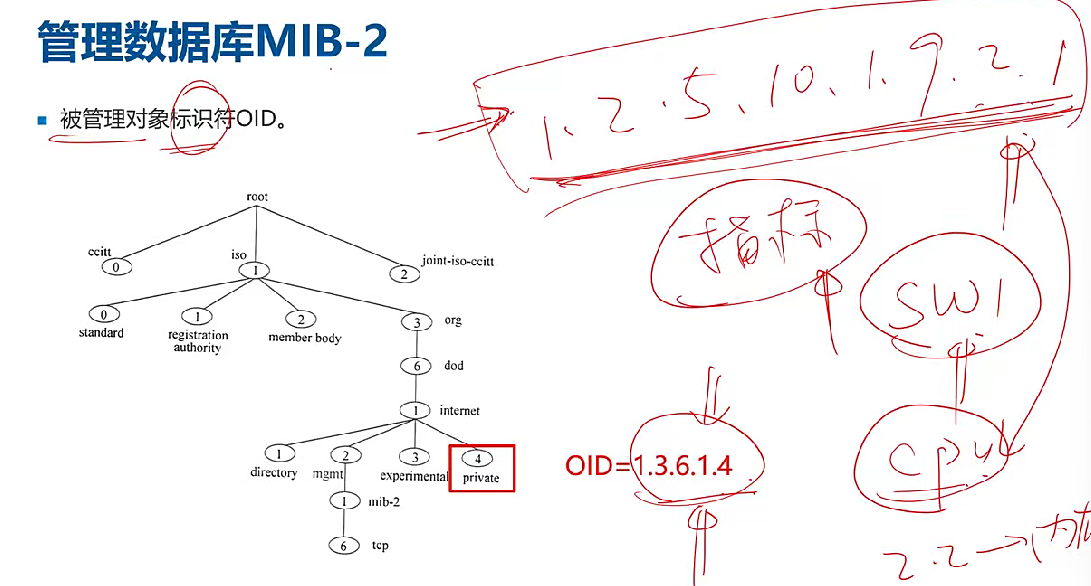 管理数据库MIB-2
1.2.5.10.1.9.2.1
被管理对象标识符OID。
指标
SW1
root
ccitt
0
iso
1
joint-iso-ccitt
2
0
standard
1
registration
authority
2
member body
3
org
6
dod
1
internet
1
directory
2
mgmt
3
experimental
4
private
1
mib-2
6
tcp
OID=1.3.6.1.4
cpu
2.2→